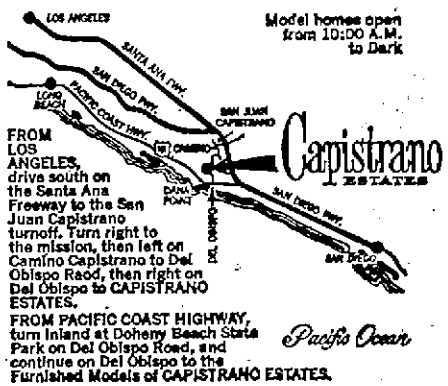 LOS ANGELES
Model homes open
from 10:00 A.M.
to Dark
SANTA ANA FWY.
SAN DIEGO FWY.
LONG
BEACH
PACIFIC COAST HWY.
SAN JUAN
CAPISTRANO
CAMINO
Capistrano
ESTATES
DANA
POINT
DEL OBISPO
SAN DIEGO FWY.
SAN DIEGO
FROM
LOS
ANGELES,
drive south on
the Santa Ana
Freeway to the San
Juan Capistrano
turnoff. Turn right to
the mission, then left on
Camino Capistrano to Del
Obispo Raod, then right on
Del Obispo to CAPISTRANO
ESTATES.
FROM PACIFIC COAST HIGHWAY,
turn inland at Doheny Beach State
Park on Del Obispo Road, and
continue on Del Obispo to the
Furnished Models of CAPISTRANO ESTATES.
Pacific Ocean